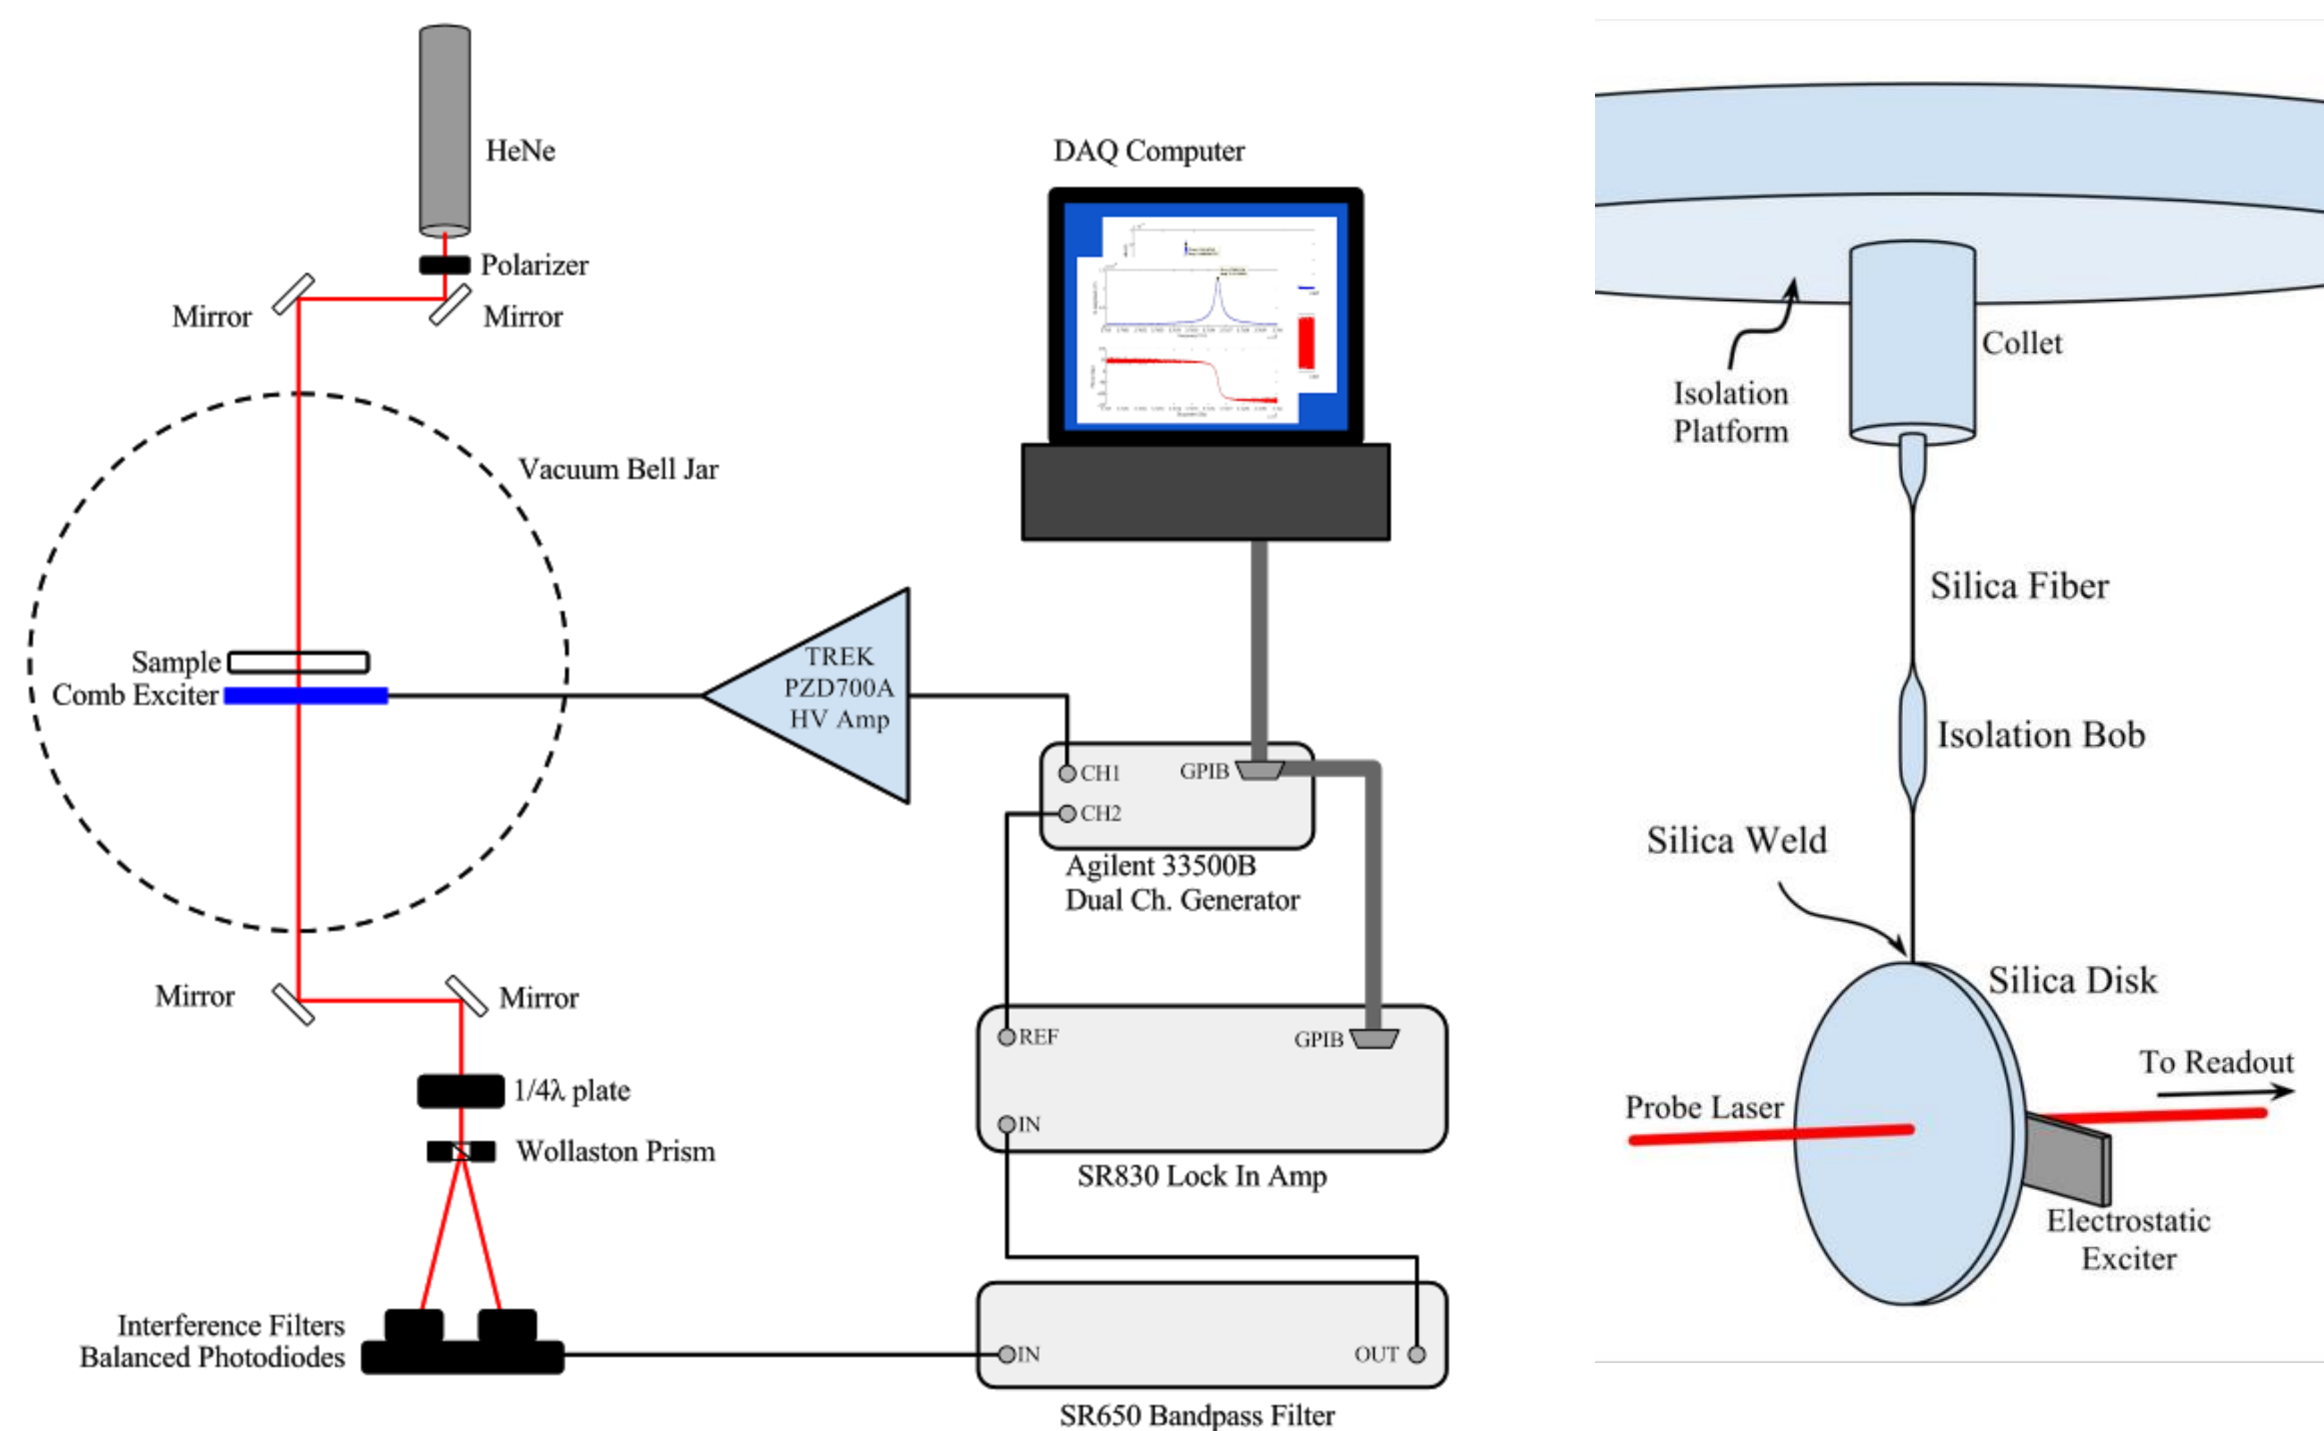 HeNe
Polarizer
Mirror
Mirror
Vacuum Bell Jar
Sample
Comb Exciter
TREK
PZD700A
HV Amp
DAQ Computer
CH1
GPIB
CH2
Agilent 33500B
Dual Ch. Generator
Mirror
Mirror
1/4λ plate
Wollaston Prism
REF
GPIB
IN
SR830 Lock In Amp
Interference Filters
Balanced Photodiodes
IN
OUT
SR650 Bandpass Filter
Collet
Isolation
Platform
Silica Fiber
Isolation Bob
Silica Weld
Silica Disk
To Readout
Probe Laser
Electrostatic
Exciter